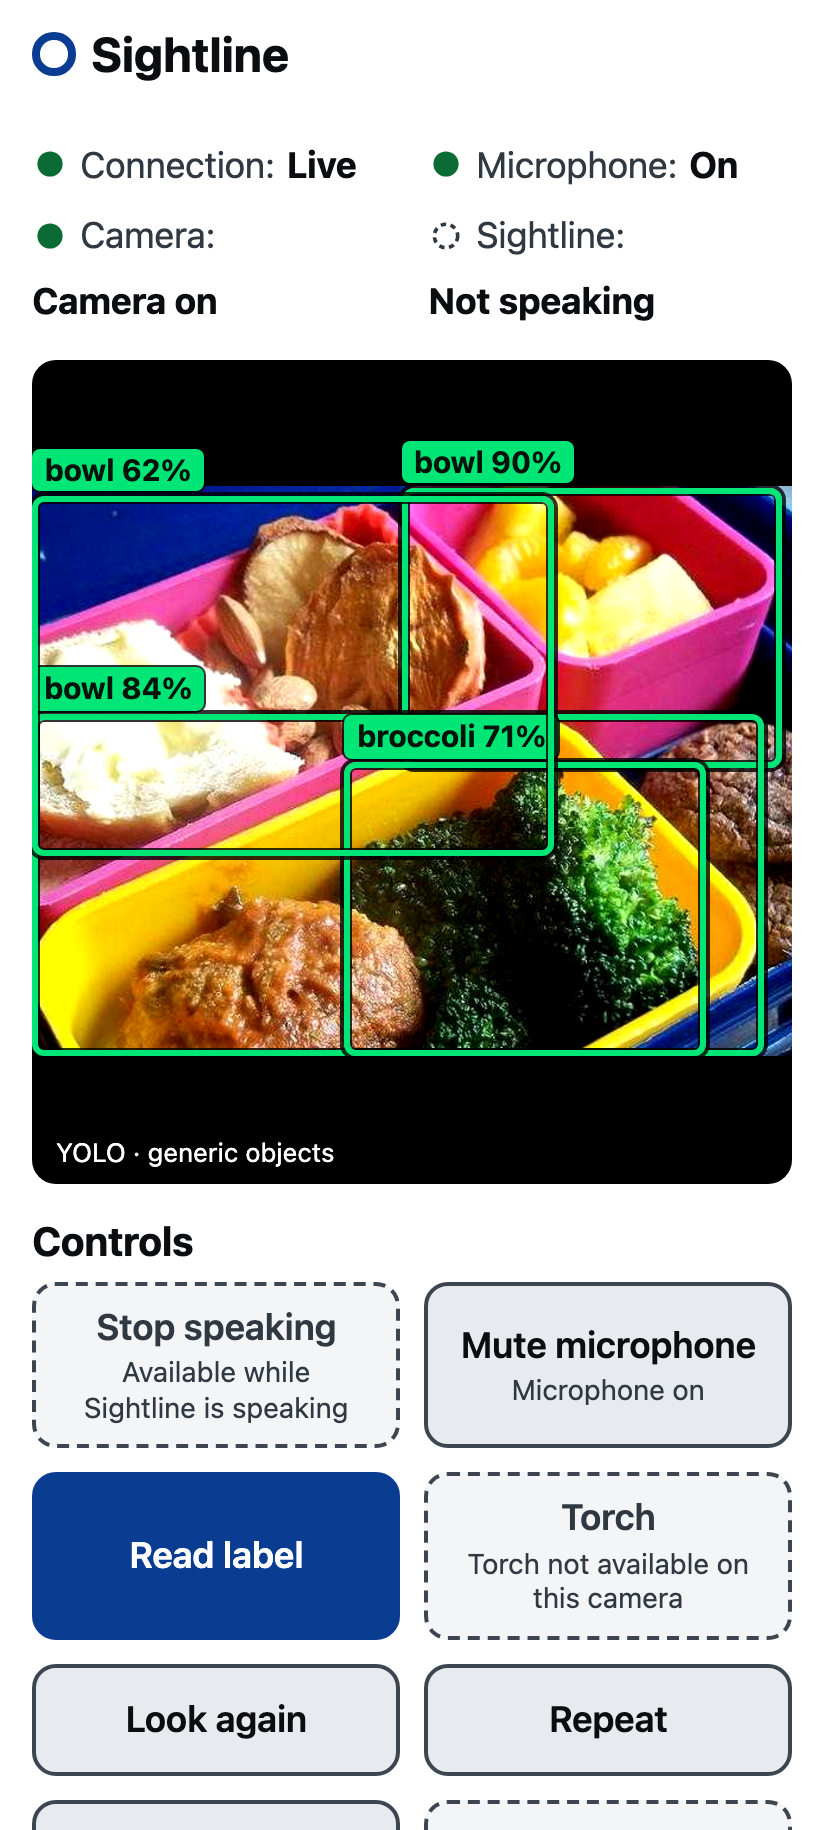 Sightline
Connection: Live
Microphone: On
Camera:
Camera on
Sightline:
Not speaking
bowl 62%
bowl 90%
bowl 84%
broccoli 71%
YOLO · generic objects
Controls
Stop speaking
Available while
Sightline is speaking
Mute microphone
Microphone on
Read label
Torch
Torch not available on
this camera
Look again
Repeat